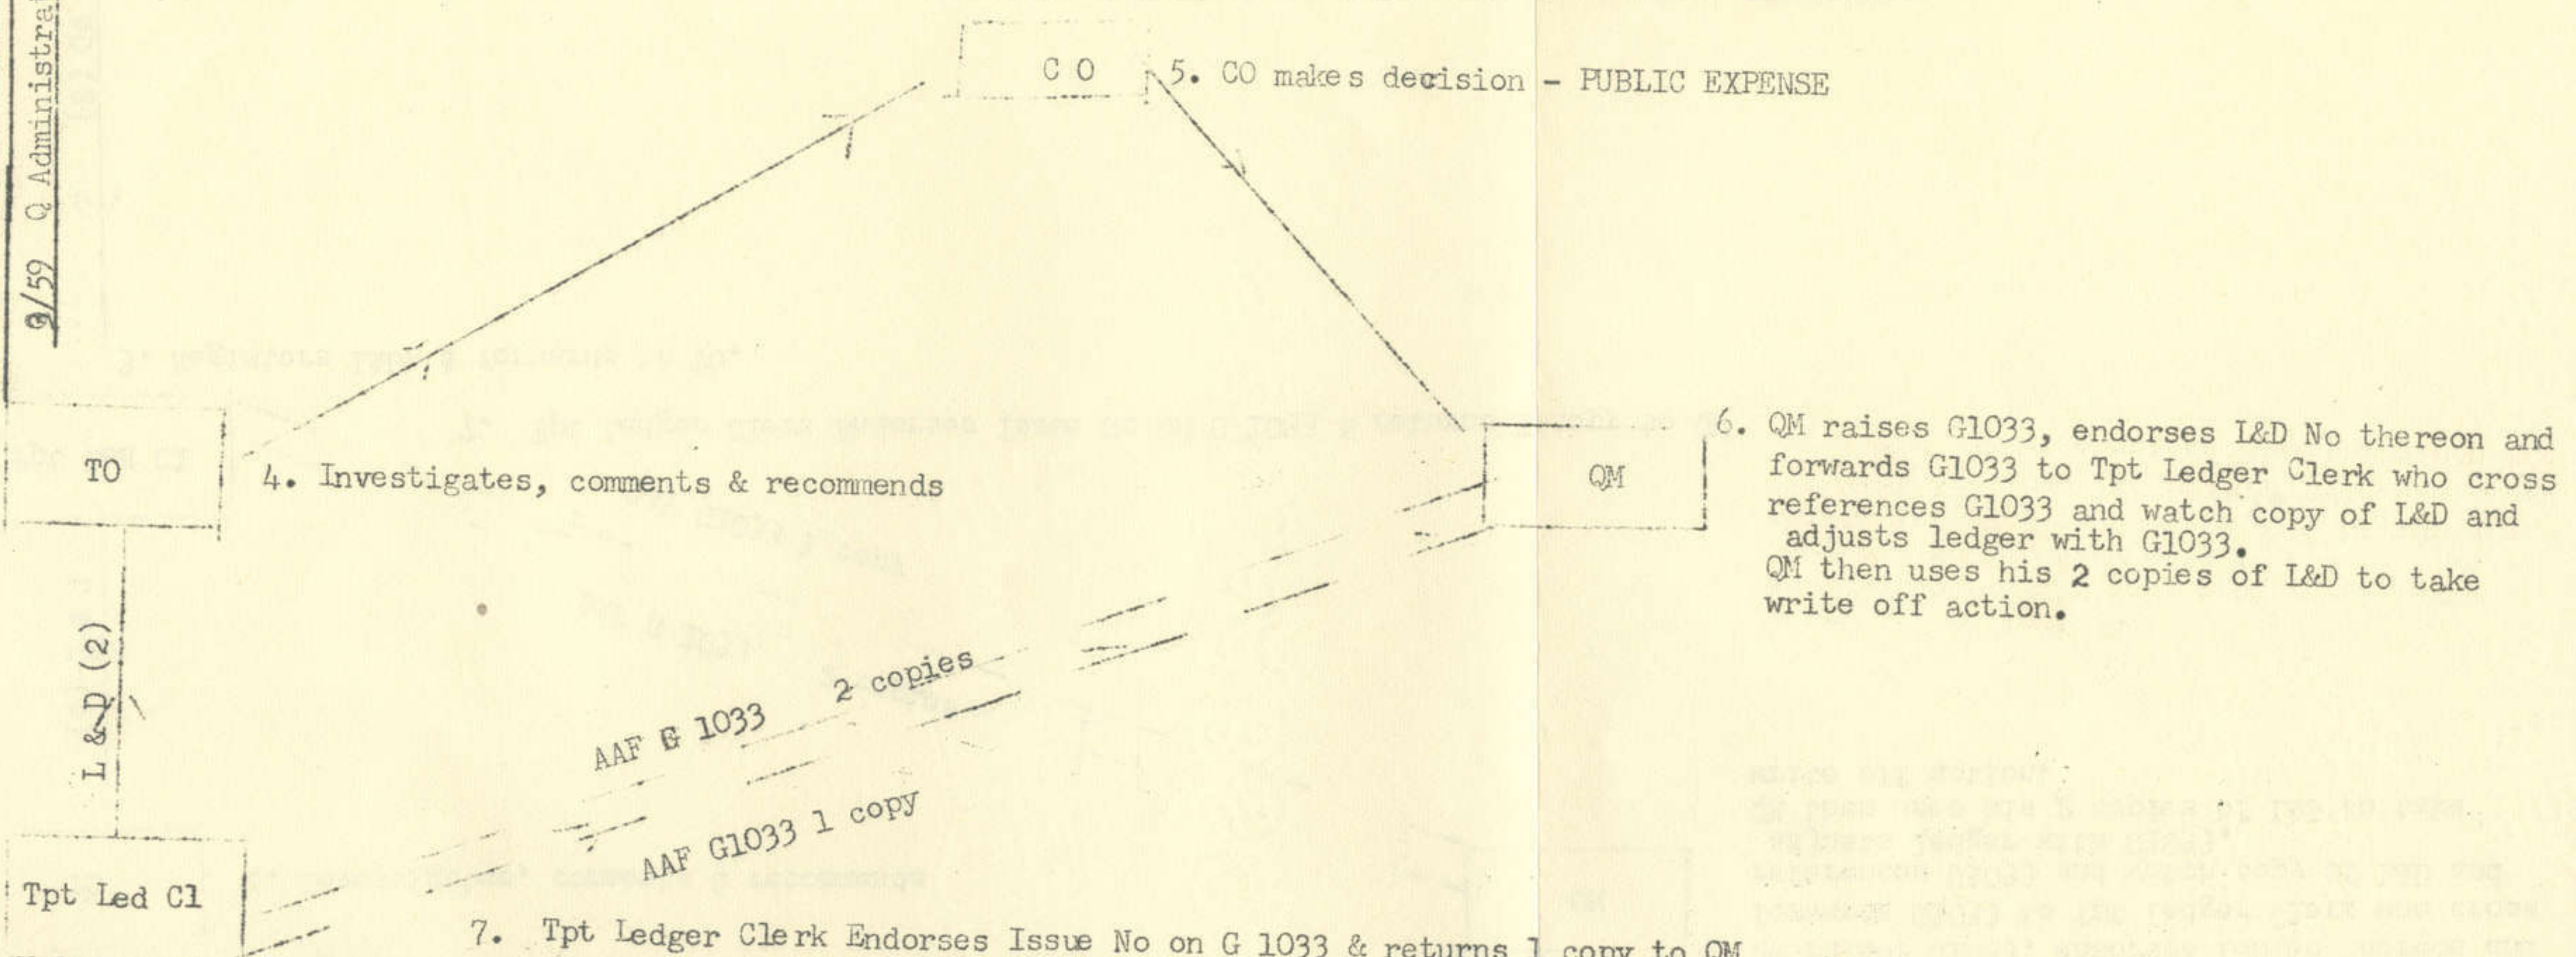 9/59 Q Administra
C O
5. CO makes decision - PUBLIC EXPENSE
TO
4. Investigates, comments & recommends
QM
6. QM raises G1033, endorses L&D No thereon and
forwards G1033 to Tpt Ledger Clerk who cross
references G1033 and watch copy of L&D and
adjusts ledger with G1033.
QM then uses his 2 copies of L&D to take
write off action.
L & D (2)
AAF G 1033 2 copies
AAF G1033 1 copy
Tpt Led Cl
7. Tpt Ledger Clerk Endorses Issue No on G 1033 & returns 1 copy to QM